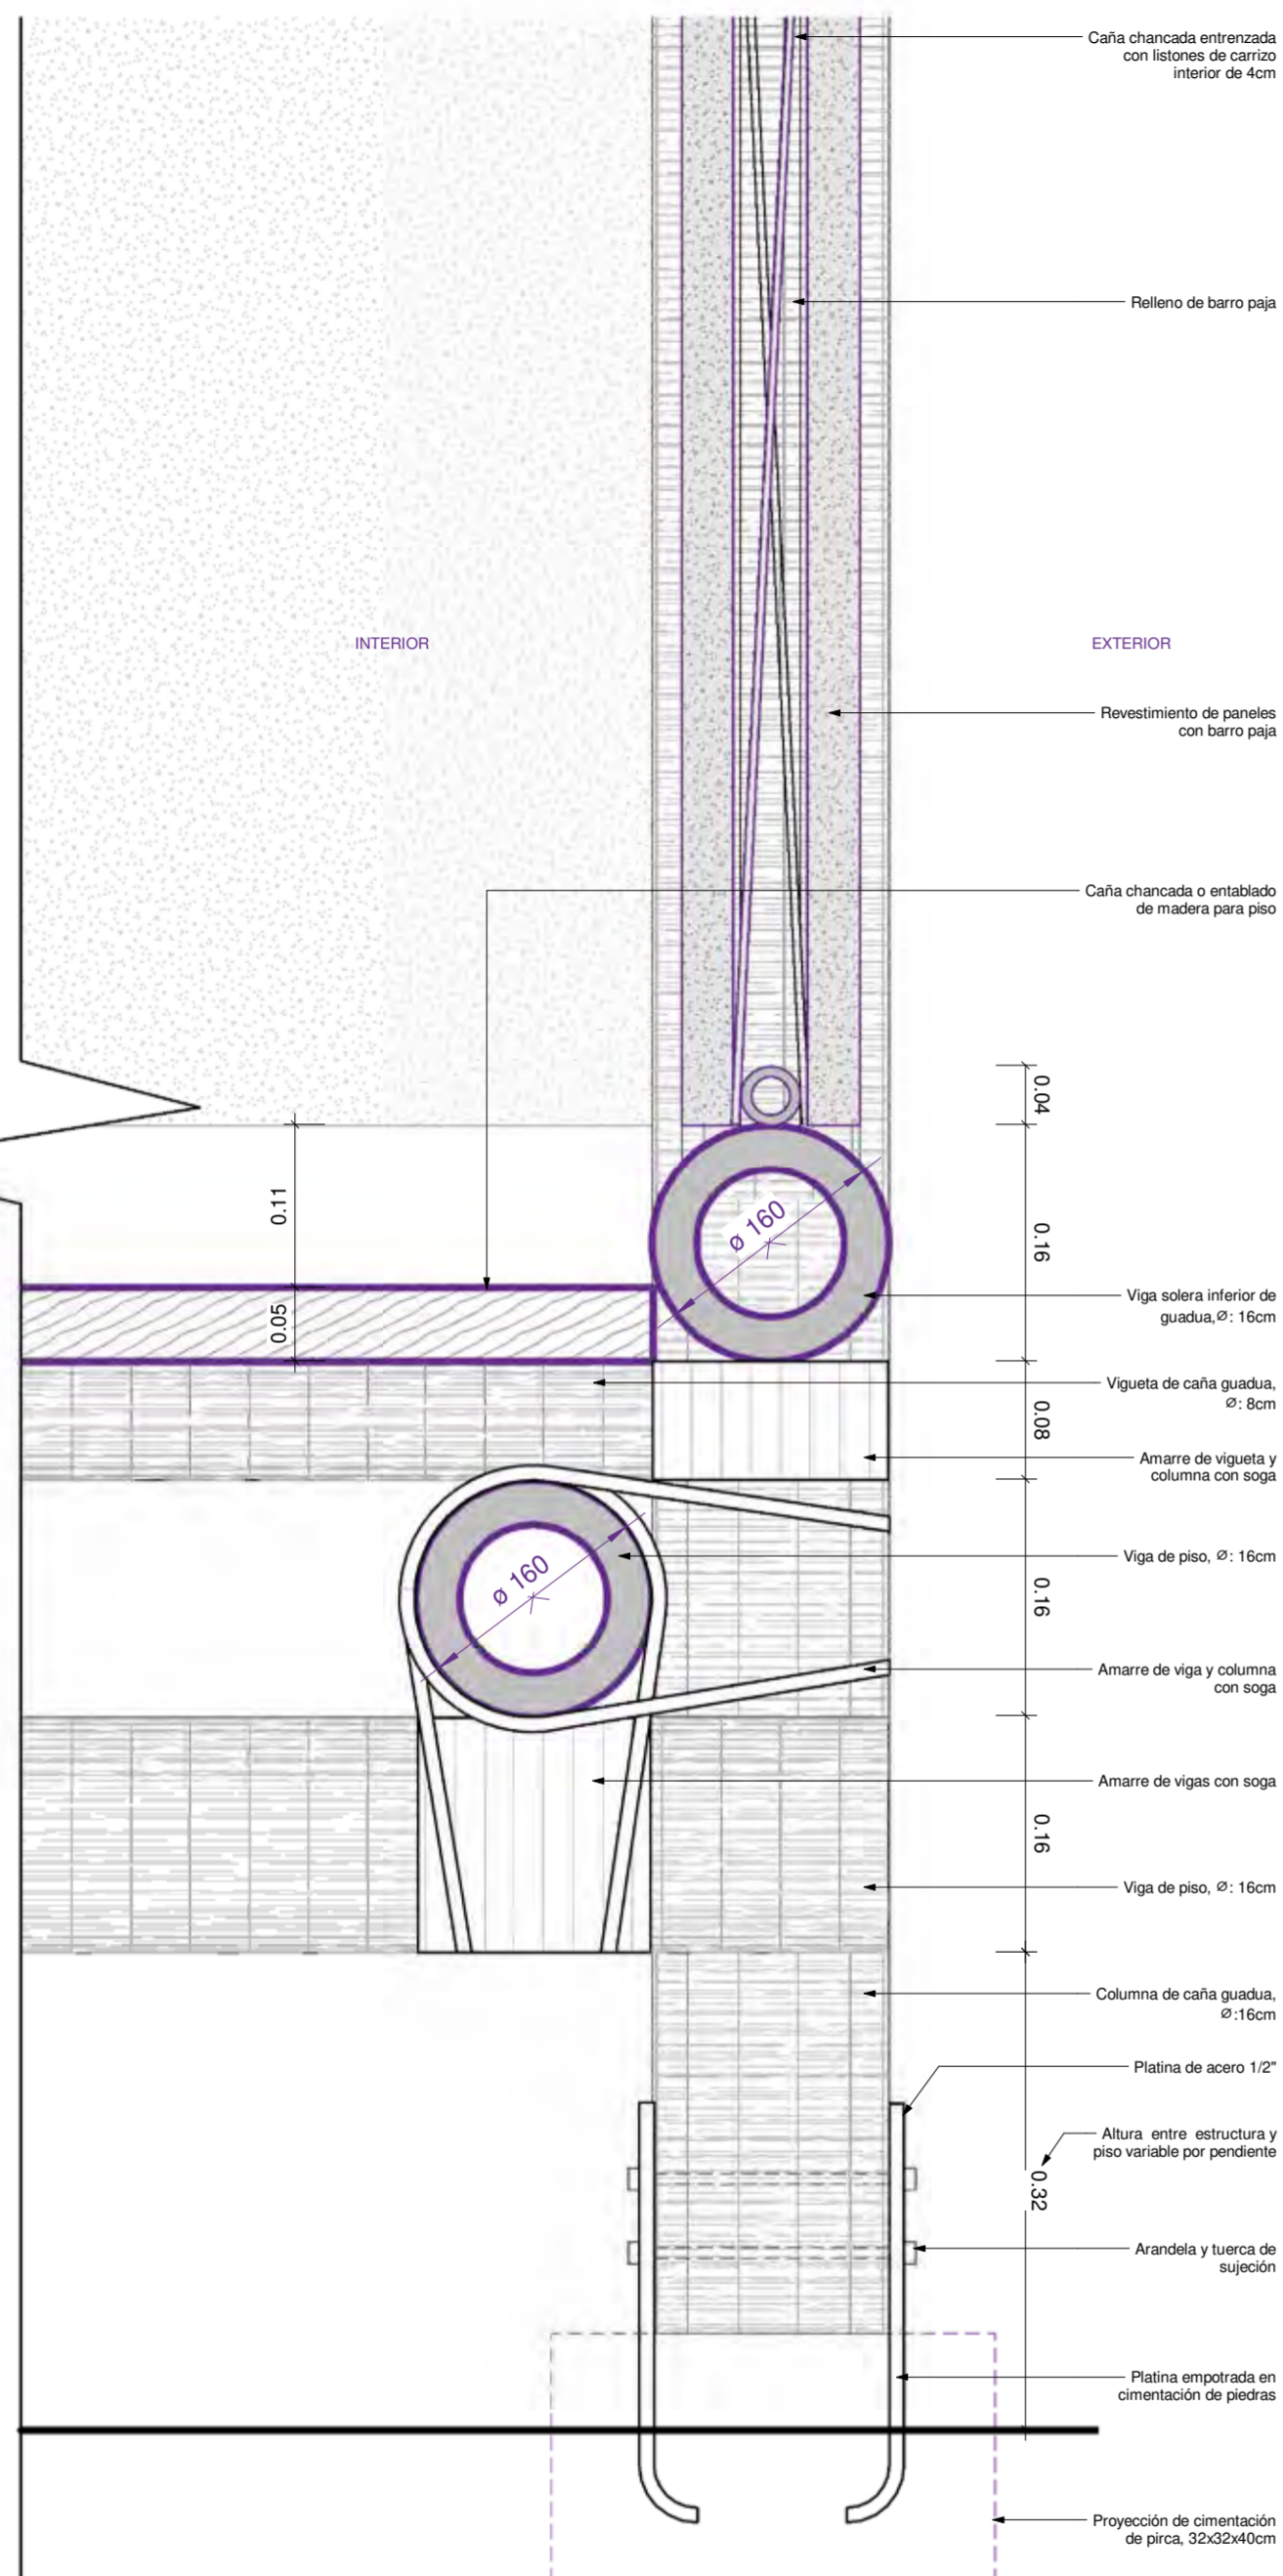 Caña chancada entrenzada
con listones de carrizo
interior de 4cm
Relleno de barro paja
INTERIOR
EXTERIOR
Revestimiento de paneles
con barro paja
Caña chancada o entablado
de madera para piso
0.04
0.11
0.16
ø 160
Viga solera inferior de
guadua,Ø: 16cm
0.05
Vigueta de caña guadua,
Ø: 8cm
0.08
Amarre de vigueta y
columna con soga
ø 160
Viga de piso, Ø: 16cm
0.16
Amarre de viga y columna
con soga
Amarre de vigas con soga
0.16
Viga de piso, Ø: 16cm
Columna de caña guadua,
Ø:16cm
Platina de acero 1/2"
Altura entre estructura y
piso variable por pendiente
0.32
Arandela y tuerca de
sujeción
Platina empotrada en
cimentación de piedras
Proyección de cimentación
de pirca, 32x32x40cm